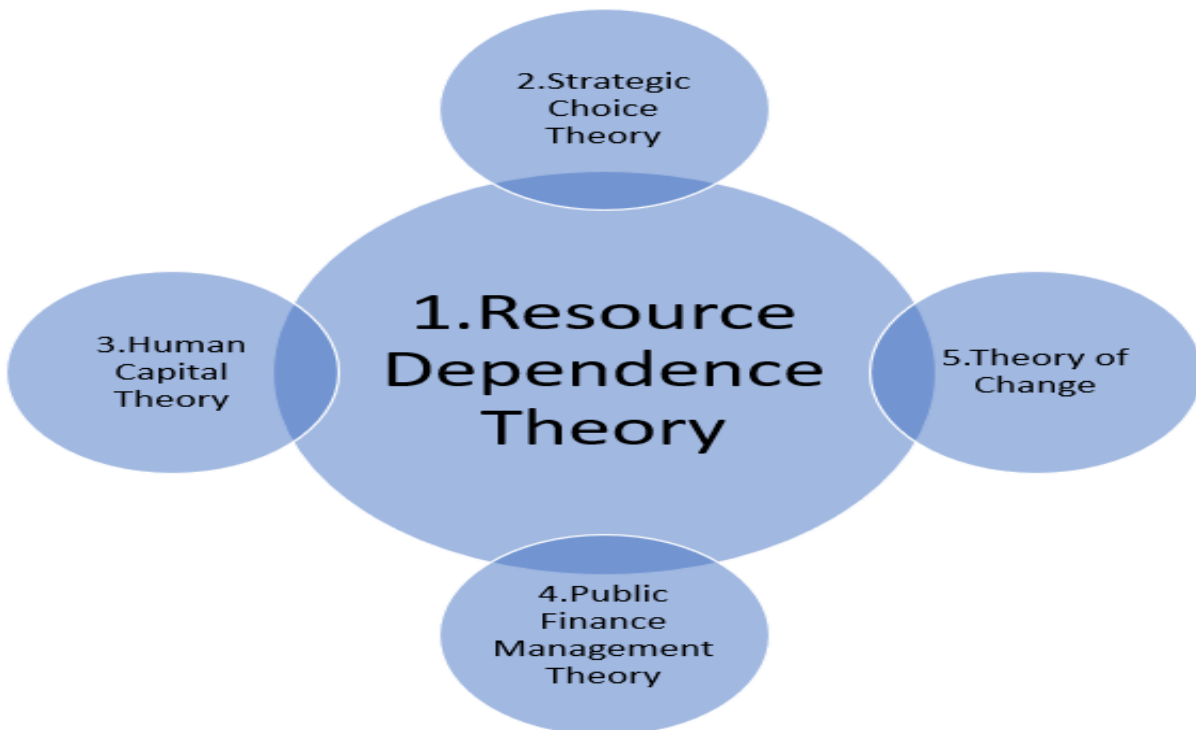 2.Strategic
Choice
Theory
1.Resource
Dependence
Theory
3.Human
Capital
Theory
5.Theory of
Change
4.Public
Finance
Management
Theory